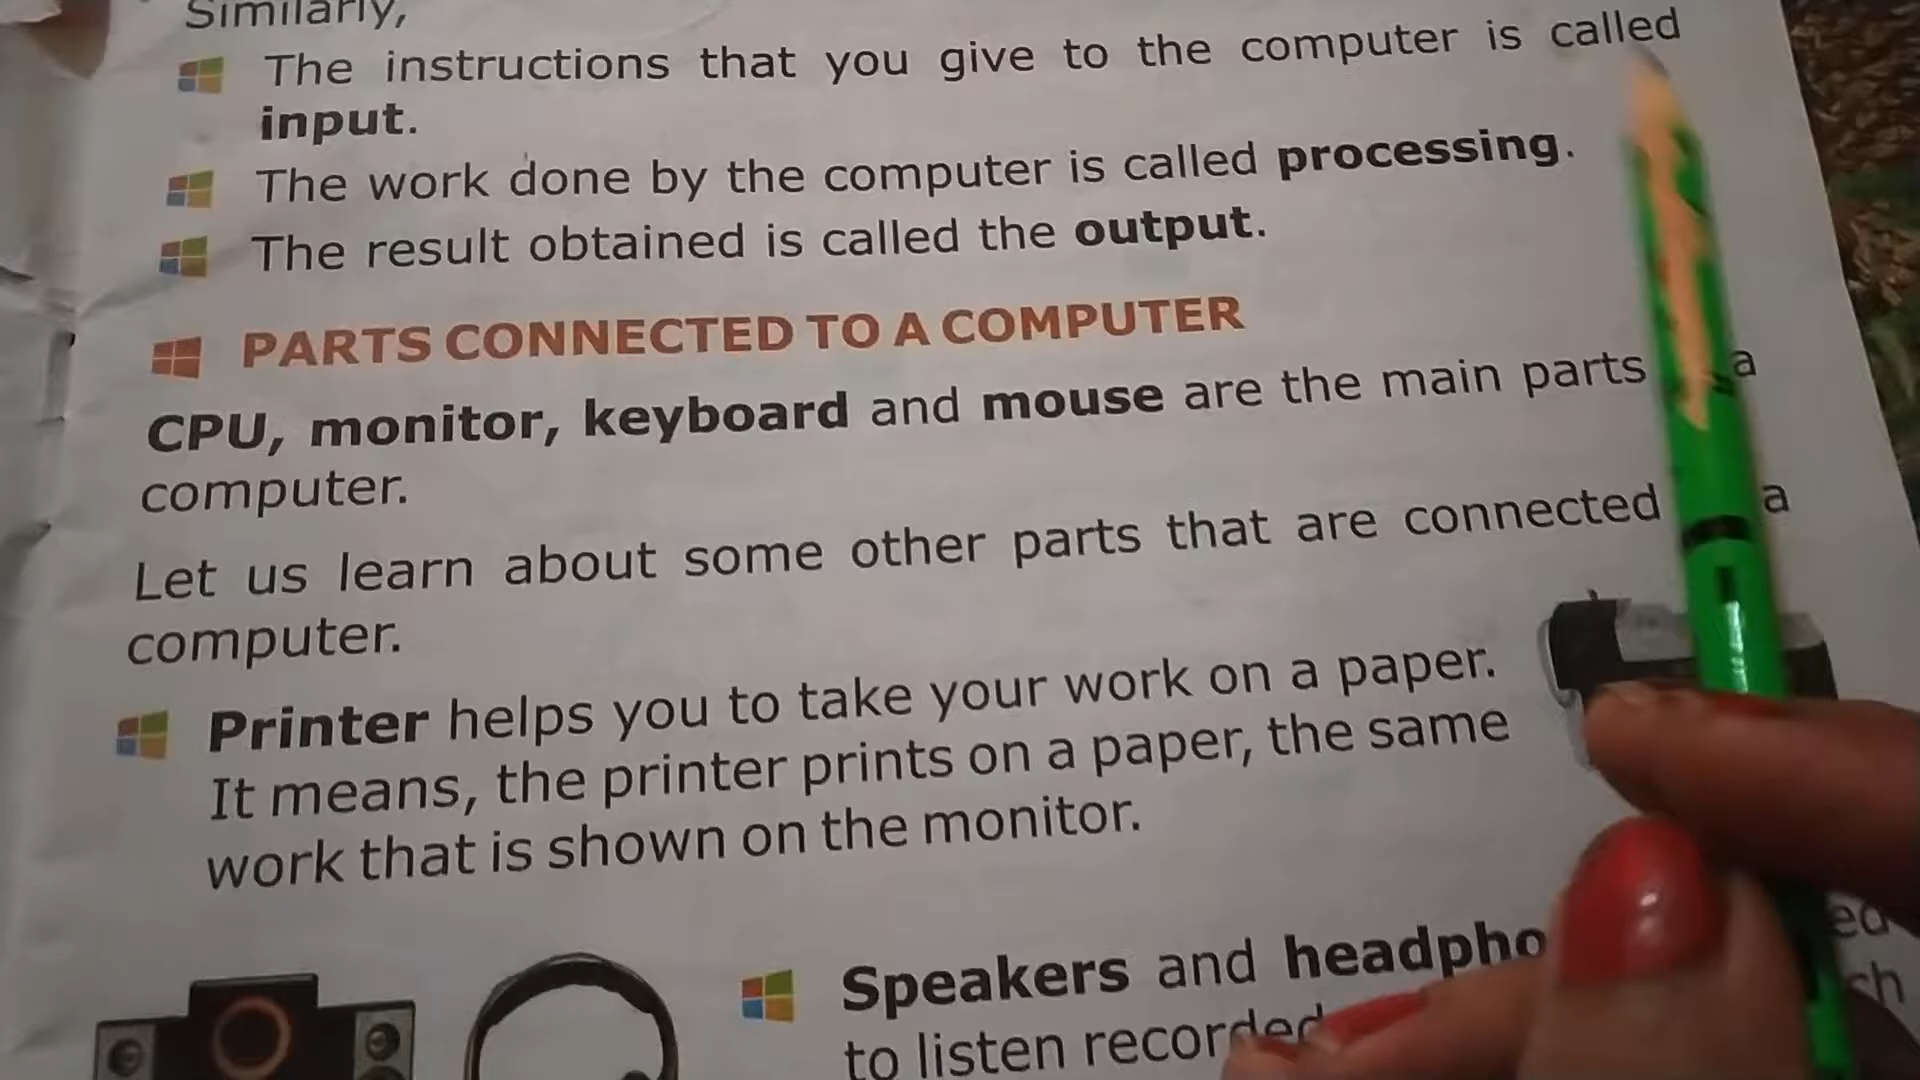 Similarly,
The instructions that you give to the computer is called
input.
The work done by the computer is called processing.
The result obtained is called the output.
PARTS CONNECTED TO A COMPUTER
CPU, monitor, keyboard and mouse are the main parts a
computer.
Let us learn about some other parts that are connected a
computer.
Printer helps you to take your work on a paper.
It means, the printer prints on a paper, the same
work that is shown on the monitor.
Speakers and
to listen recorded